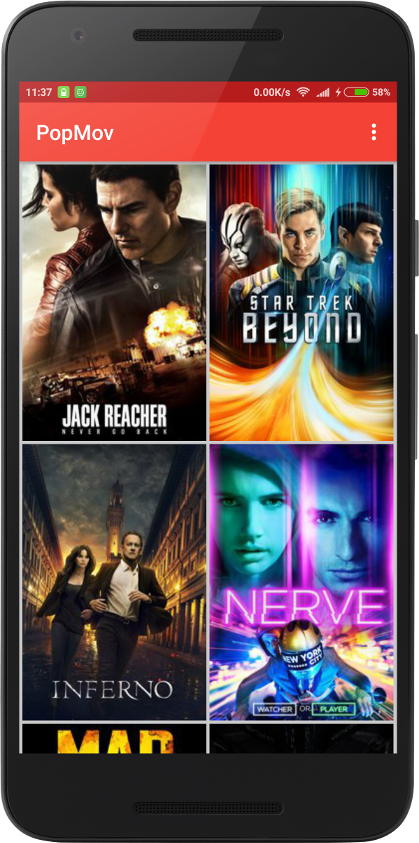 11:37 0.00K/s 58%
PopMov
JACK REACHER
NEVER GO BACK
STAR TREK
BEYOND
INFERNO
NERVE
NEW YORK
CITY
WATCHER OR PLAYER
MAD